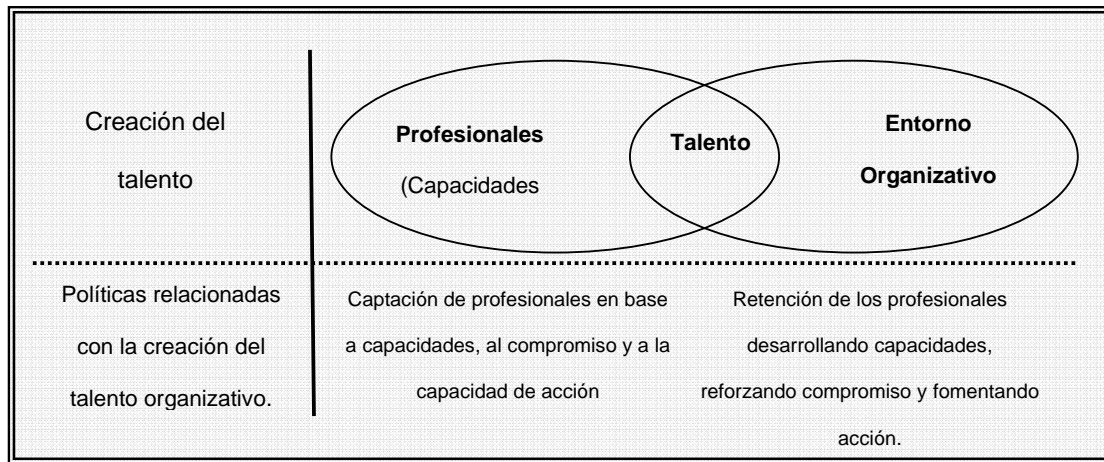 Creación del
talento
Profesionales
(Capacidades
Talento
Entorno
Organizativo
Políticas relacionadas
con la creación del
talento organizativo.
Captación de profesionales en base
a capacidades, al compromiso y a la
capacidad de acción
Retención de los profesionales
desarrollando capacidades,
reforzando compromiso y fomentando
acción.